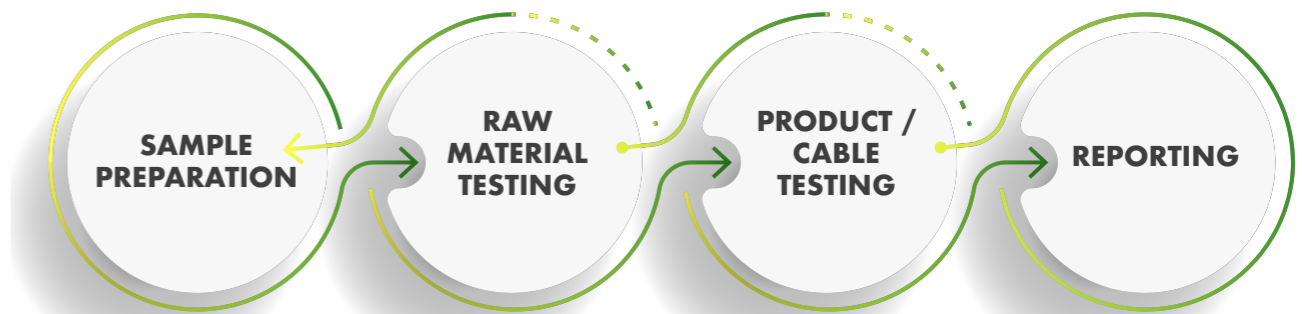 SAMPLE
PREPARATION
RAW
MATERIAL
TESTING
PRODUCT /
CABLE
TESTING
REPORTING